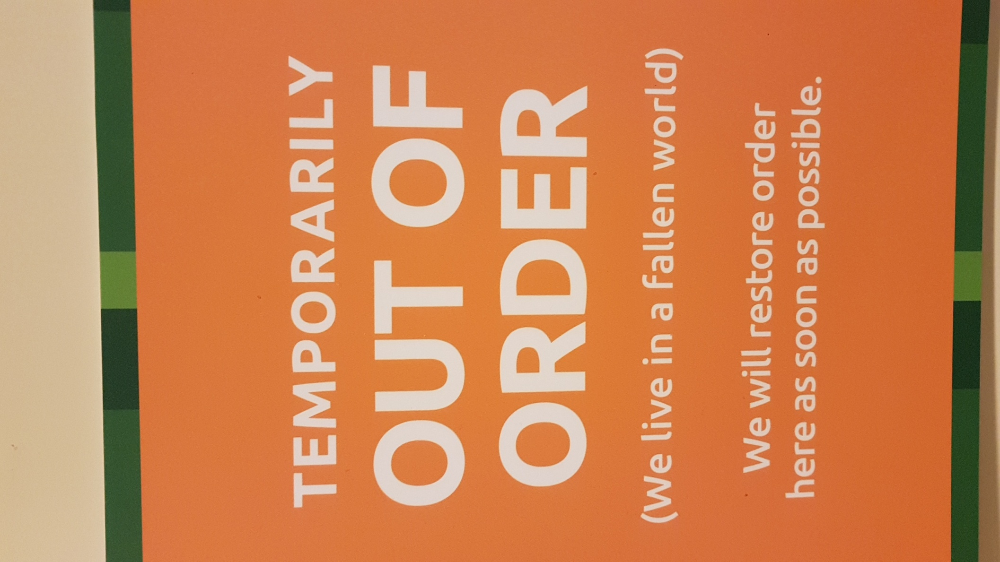 TEMPORARILY
OUT OF
ORDER
(We live in a fallen world)
We will restore order
here as soon as possible.